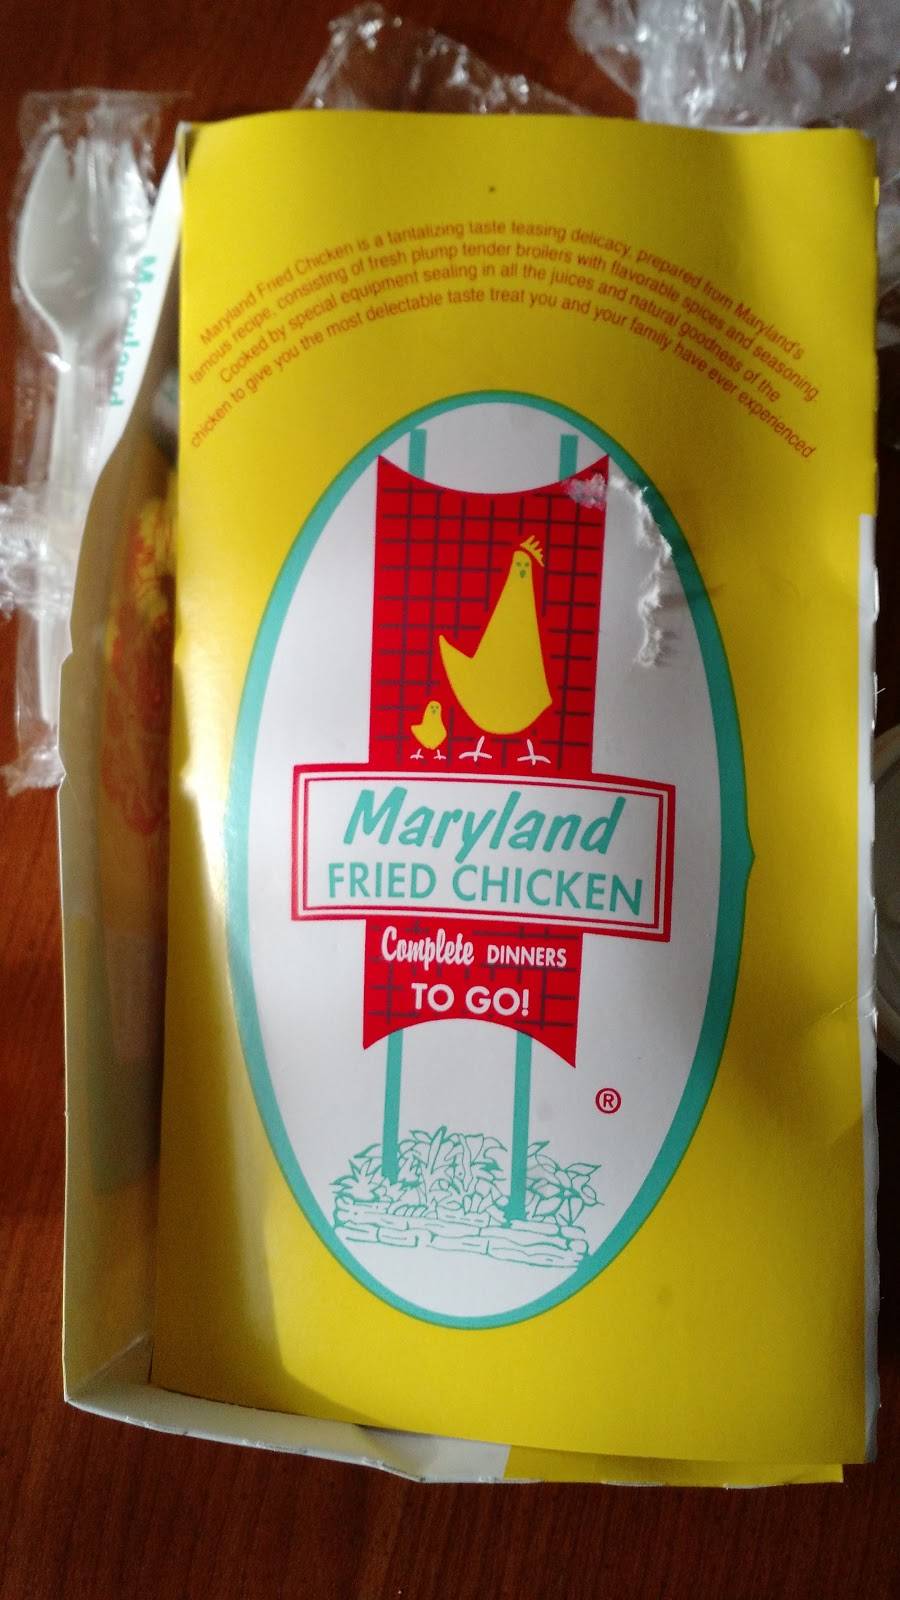 Maryland Fried Chicken is a tantalizing taste teasing delicacy, prepared from Maryland's
famous recipe, consisting of fresh plump tender broilers with flavorable spices and seasoning.
Cooked by special equipment sealing in all the juices and natural goodness of the
chicken to give you the most delectable taste treat you and your family have ever experienced
Maryland
Maryland
FRIED CHICKEN
Complete DINNERS
TO GO!
®